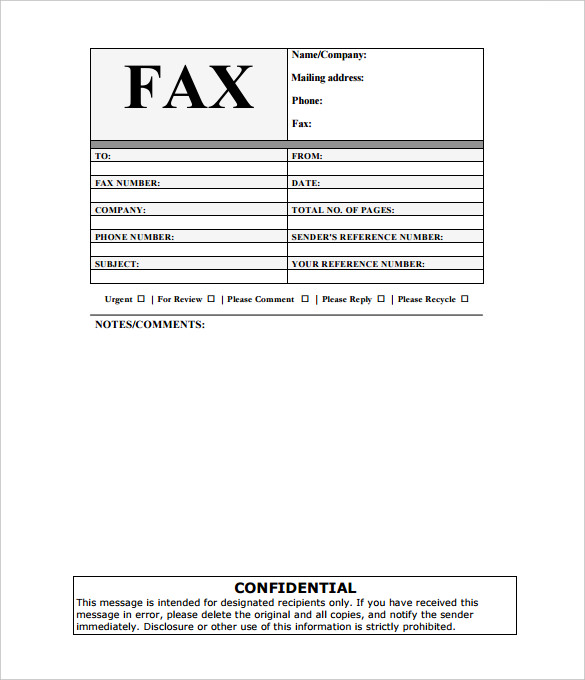 FAX
Name/Company:
Mailing address:
Phone:
Fax:
TO: FROM:
FAX NUMBER: DATE:
COMPANY: TOTAL NO. OF PAGES:
PHONE NUMBER: SENDER'S REFERENCE NUMBER:
SUBJECT: YOUR REFERENCE NUMBER:
Urgent ☐ | For Review ☐ | Please Comment ☐ | Please Reply ☐ | Please Recycle ☐
NOTES/COMMENTS:
CONFIDENTIAL
This message is intended for designated recipients only. If you have received this
message in error, please delete the original and all copies, and notify the sender
immediately. Disclosure or other use of this information is strictly prohibited.